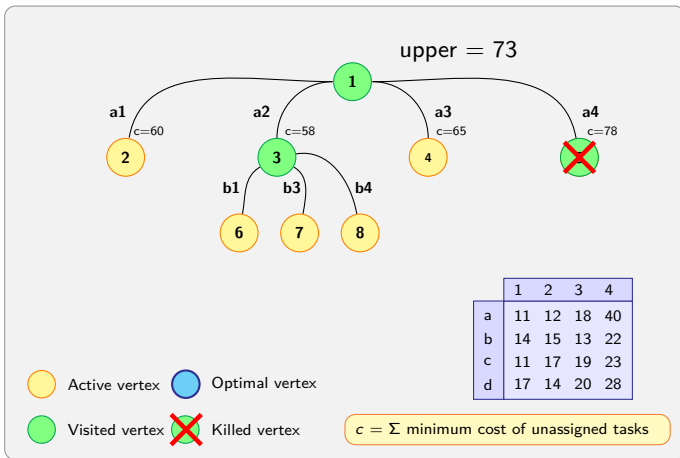 upper = 73
1
a1 a2 a3 a4
c=60 c=58 c=65 c=78
2 3 4
b1 b3 b4
6 7 8
1 2 3 4
a 11 12 18 40
b 14 15 13 22
c 11 17 19 23
d 17 14 20 28
Active vertex Optimal vertex
Visited vertex Killed vertex
c = Σ minimum cost of unassigned tasks